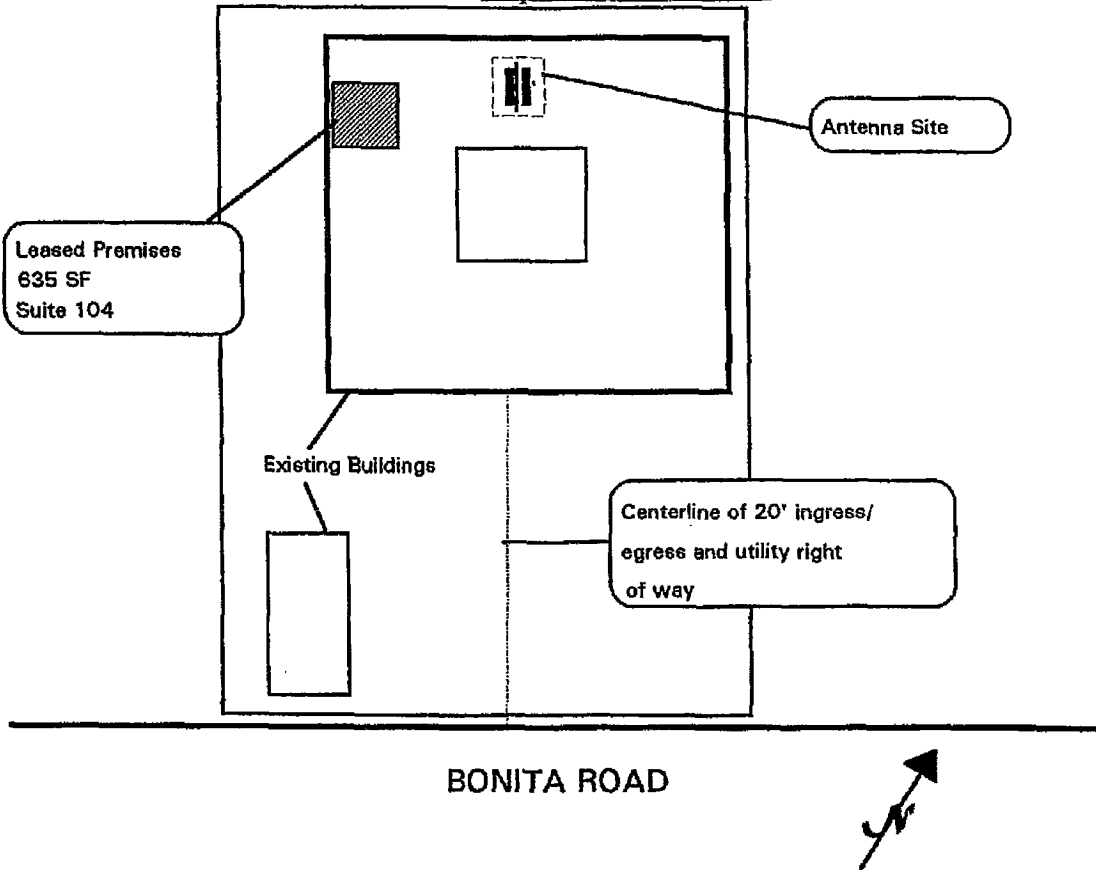 Antenna Site
Leased Premises
635 SF
Suite 104
Existing Buildings
Centerline of 20' ingress/
egress and utility right
of way
BONITA ROAD
N